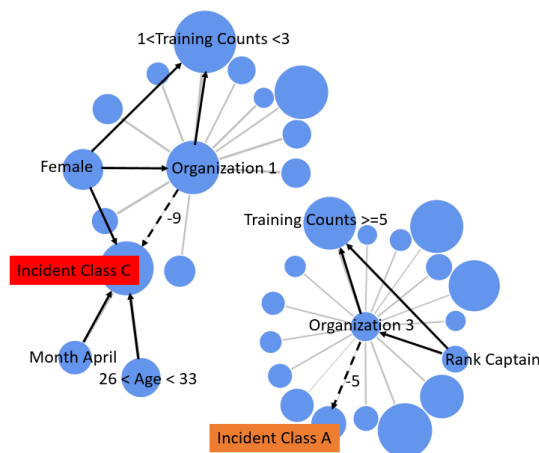 1<Training Counts <3
Female
Organization 1
-9
Incident Class C
Month April
26 < Age < 33
Training Counts >=5
Organization 3
Rank Captain
-5
Incident Class A